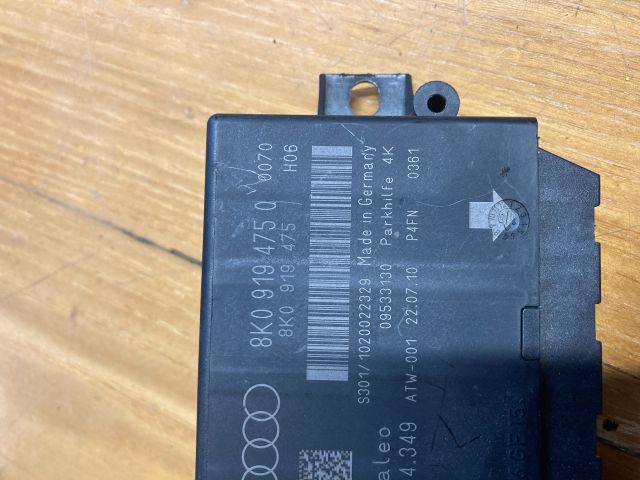 8K0 919 475 Q 0070
8K0 919 475 H06
S301/1020022329 Made in Germany
09533130 Parkhilfe 4K
ATW-001 22.07.10 P4FN 0361
aleo
4.349